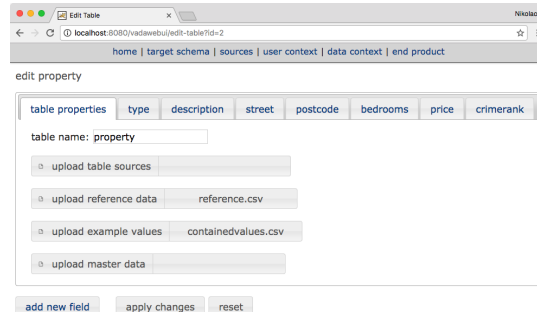 Edit Table
Nikolao
localhost:8080/vadawebui/edit-table?id=2
home | target schema | sources | user context | data context | end product
edit property
table properties type description street postcode bedrooms price crimerank
table name: property
upload table sources
upload reference data reference.csv
upload example values containedvalues.csv
upload master data
add new field apply changes reset